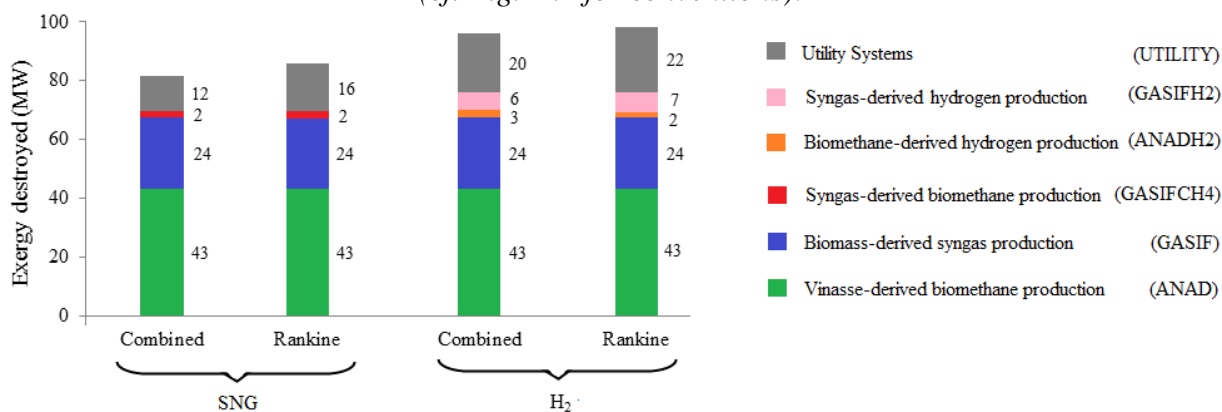 100
80
60
40
20
0
Exergy destroyed (MW)
12
2
24
43
16
2
24
43
20
6
3
24
43
22
7
2
24
43
Combined
Rankine
Combined
Rankine
SNG
H₂
Utility Systems (UTILITY)
Syngas-derived hydrogen production (GASIFH2)
Biomethane-derived hydrogen production (ANADH2)
Syngas-derived biomethane production (GASIFCH4)
Biomass-derived syngas production (GASIF)
Vinasse-derived biomethane production (ANAD)